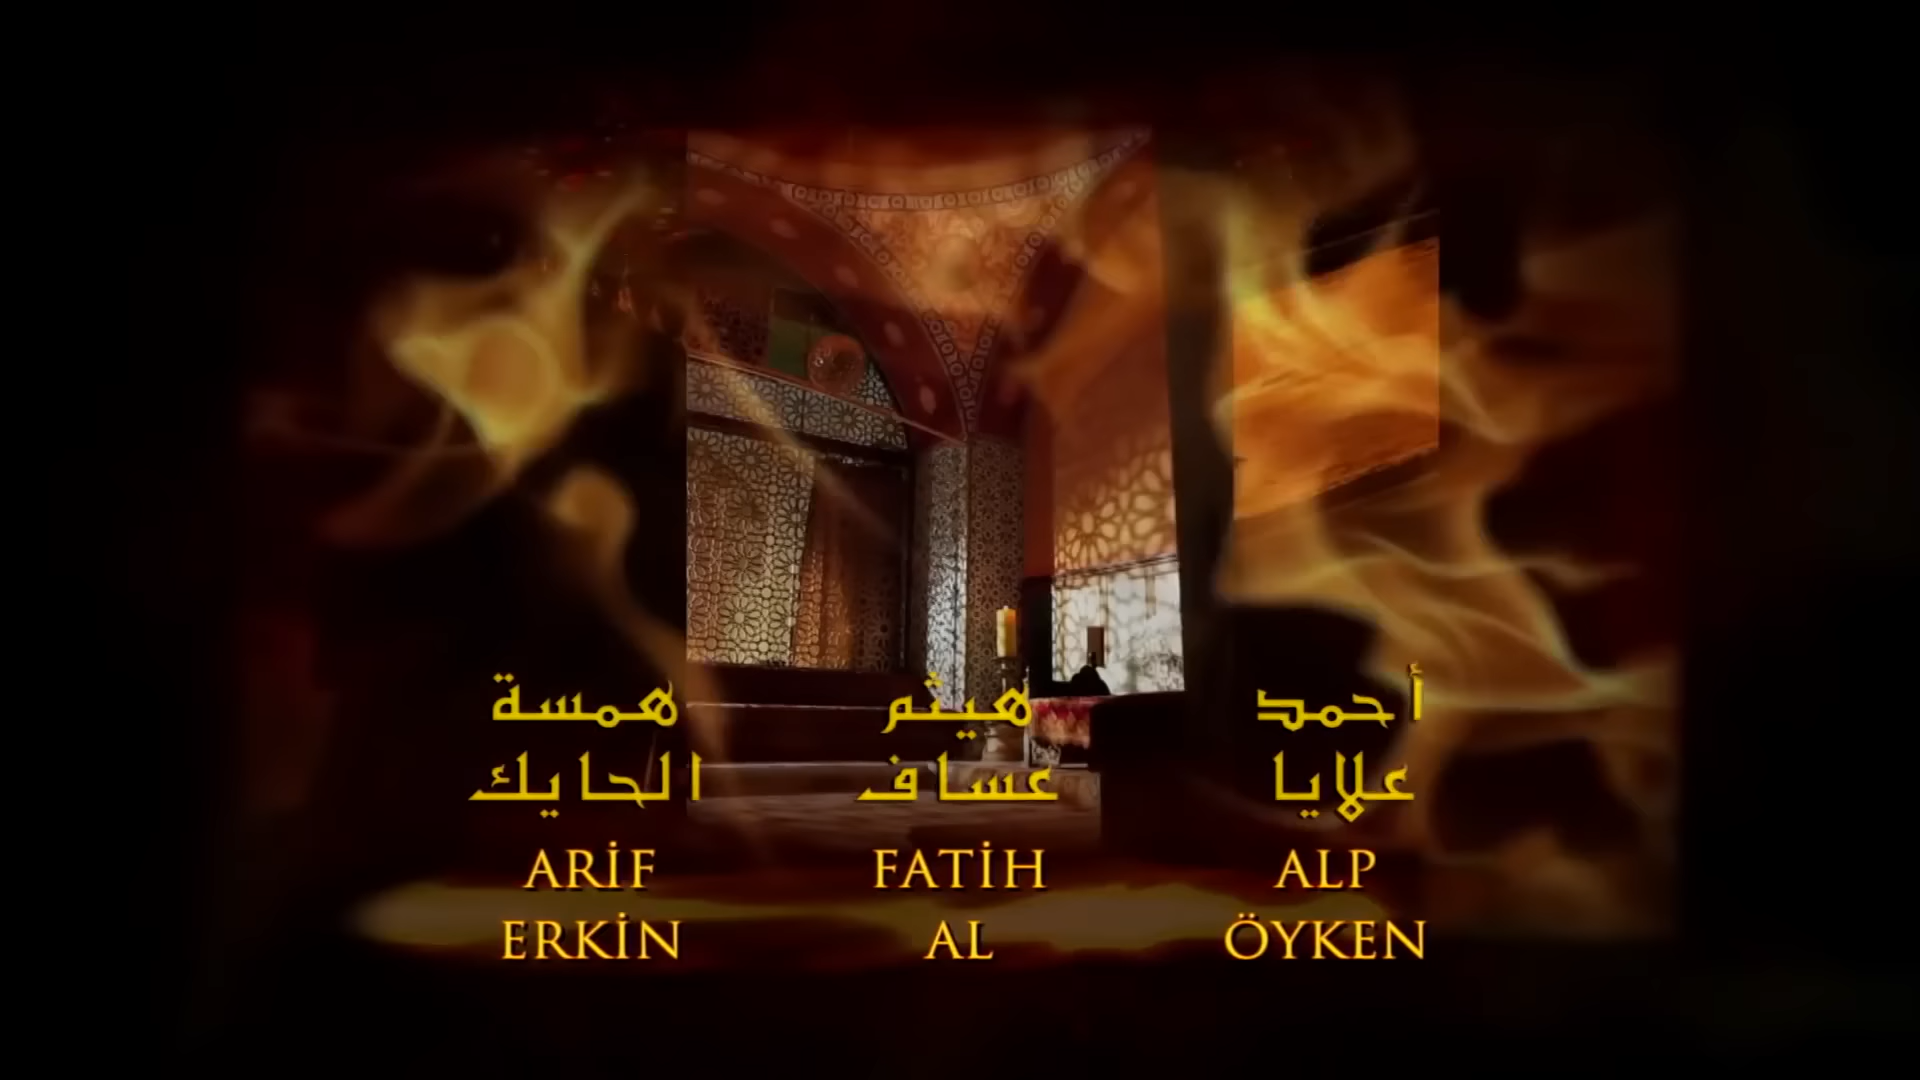 همسة هيثم أحمد
الحايك عساف علايا
ARİF FATİH ALP
ERKİN AL ÖYKEN